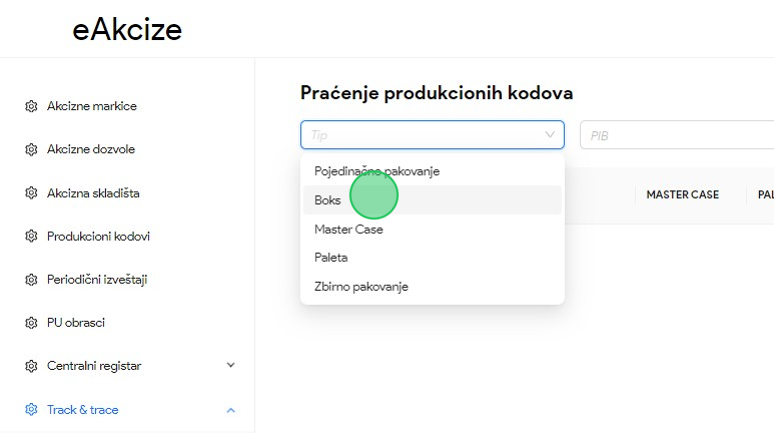 eAkcize
Akcizne markice
Akcizne dozvole
Akcizna skladišta
Produkcioni kodovi
Periodični izveštaji
PU obrasci
Centralni registar
Track & trace
Praćenje produkcionih kodova
Tip
PIB
Pojedinačno pakovanje
Boks
Master Case
Paleta
Zbirno pakovanje
MASTER CASE